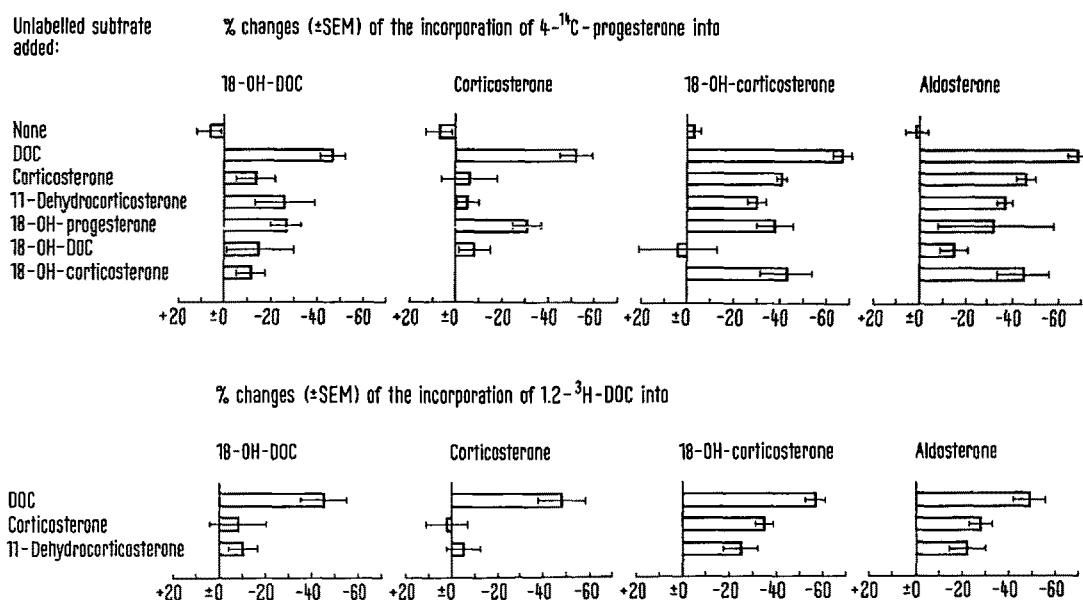 Unlabelled substrate added:
% changes (±SEM) of the incorporation of 4-¹⁴C-progesterone into
18-OH-DOC Corticosterone 18-OH-corticosterone Aldosterone
None
DOC
Corticosterone
11-Dehydrocorticosterone
18-OH-progesterone
18-OH-DOC
18-OH-corticosterone
+20 ±0 -20 -40 -60 +20 ±0 -20 -40 -60 +20 ±0 -20 -40 -60 +20 ±0 -20 -40 -60
% changes (±SEM) of the incorporation of 1.2-³H-DOC into
18-OH-DOC Corticosterone 18-OH-corticosterone Aldosterone
DOC
Corticosterone
11-Dehydrocorticosterone
+20 ±0 -20 -40 -60 +20 ±0 -20 -40 -60 +20 ±0 -20 -40 -60 +20 ±0 -20 -40 -60